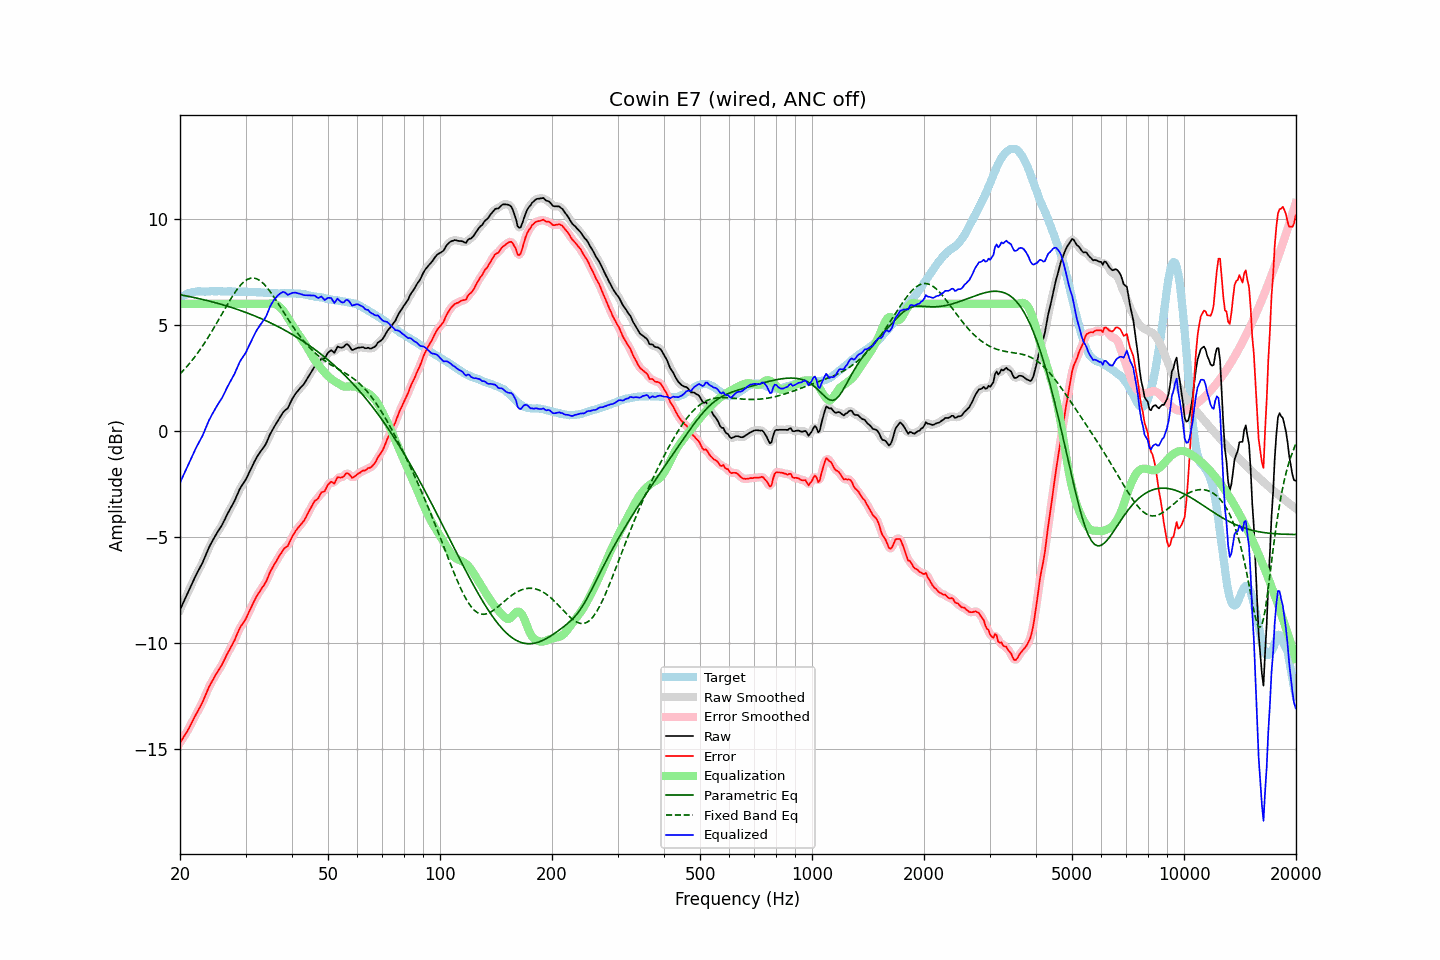 Cowin E7 (wired, ANC off)
Amplitude (dBr)
10
5
0
−5
−10
−15
Target
Raw Smoothed
Error Smoothed
Raw
Error
Equalization
Parametric Eq
Fixed Band Eq
Equalized
20 50 100 200 500 1000 2000 5000 10000 20000
Frequency (Hz)